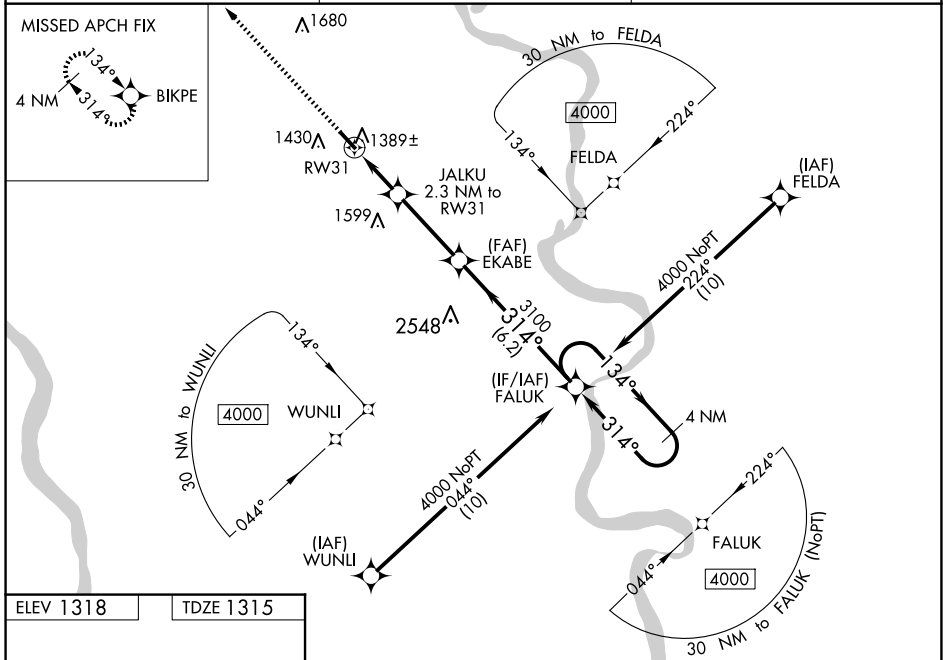 MISSED APCH FIX
134°
4 NM
314°
BIKPE
1680
30 NM to FELDA
4000
134°
224°
FELDA
1430
1389±
RW31
JALKU
2.3 NM to
RW31
1599
(IAF)
FELDA
(FAF)
EKABE
4000 NoPT
224°
(10)
2548
3100
314°
(6.2)
30 NM to WUNLI
134°
4000
WUNLI
044°
(IF/IAF)
FALUK
134°
314°
4 NM
4000 NoPT
044°
(10)
(IAF)
WUNLI
224°
FALUK
044°
4000
30 NM to FALUK (NoPT)
ELEV 1318
TDZE 1315